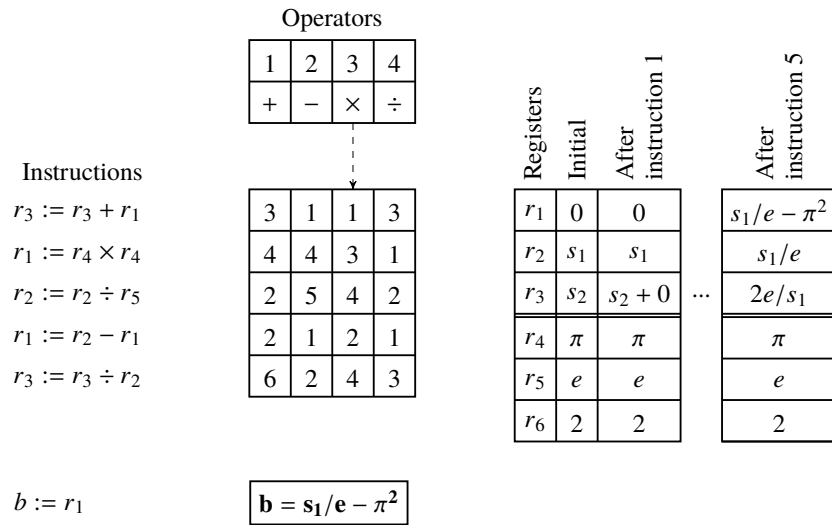 Operators
1 2 3 4
+ − × ÷
Instructions
r3 := r3 + r1
r1 := r4 × r4
r2 := r2 ÷ r5
r1 := r2 − r1
r3 := r3 ÷ r2
3 1 1 3
4 4 3 1
2 5 4 2
2 1 2 1
6 2 4 3
b := r1
b = s1/e − π²
Registers
Initial
After
instruction 1
After
instruction 5
r1 0 0 s1/e − π²
r2 s1 s1 s1/e
r3 s2 s2 + 0 ... 2e/s1
r4 π π π
r5 e e e
r6 2 2 2